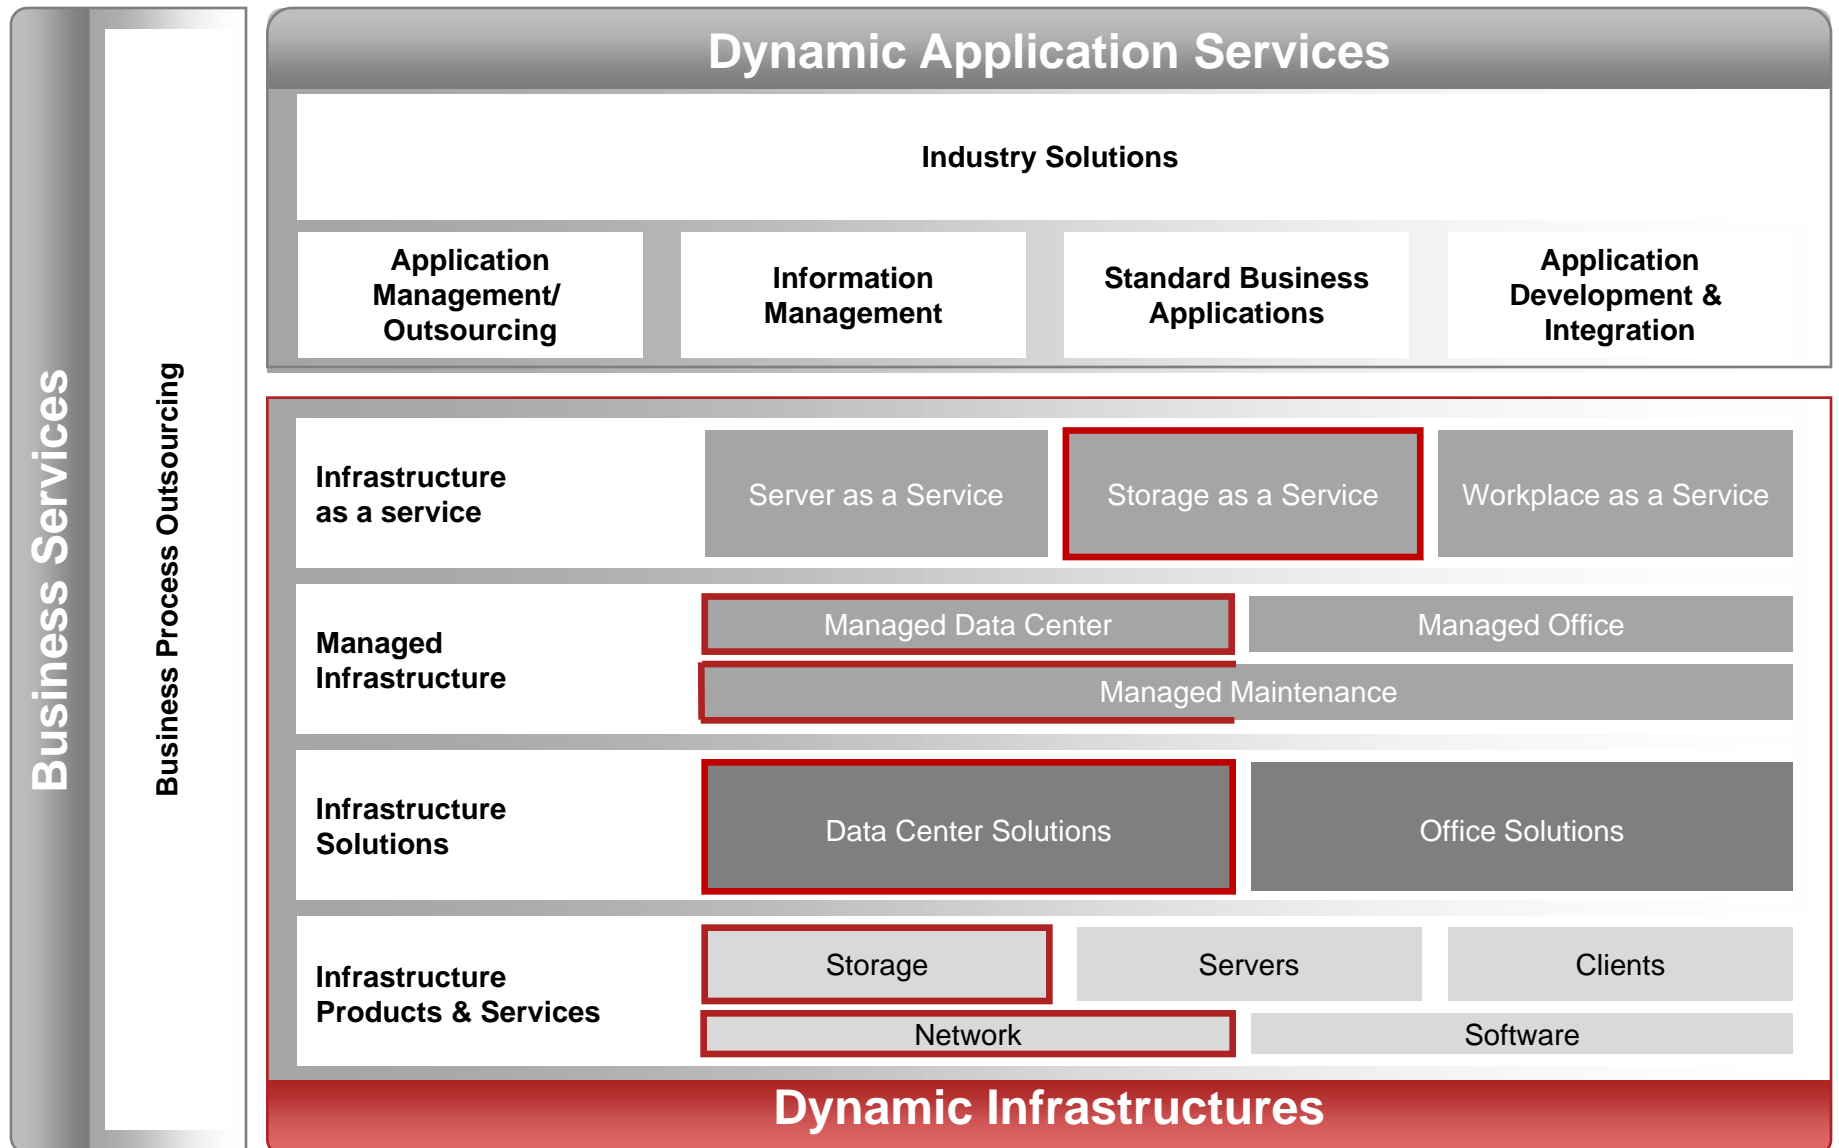 Business Services
Business Process Outsourcing
Dynamic Application Services
Industry Solutions
Application
Management/
Outsourcing
Information
Management
Standard Business
Applications
Application
Development &
Integration
Infrastructure
as a service
Server as a Service
Storage as a Service
Workplace as a Service
Managed
Infrastructure
Managed Data Center
Managed Office
Managed Maintenance
Infrastructure
Solutions
Data Center Solutions
Office Solutions
Infrastructure
Products & Services
Storage
Servers
Clients
Network
Software
Dynamic Infrastructures